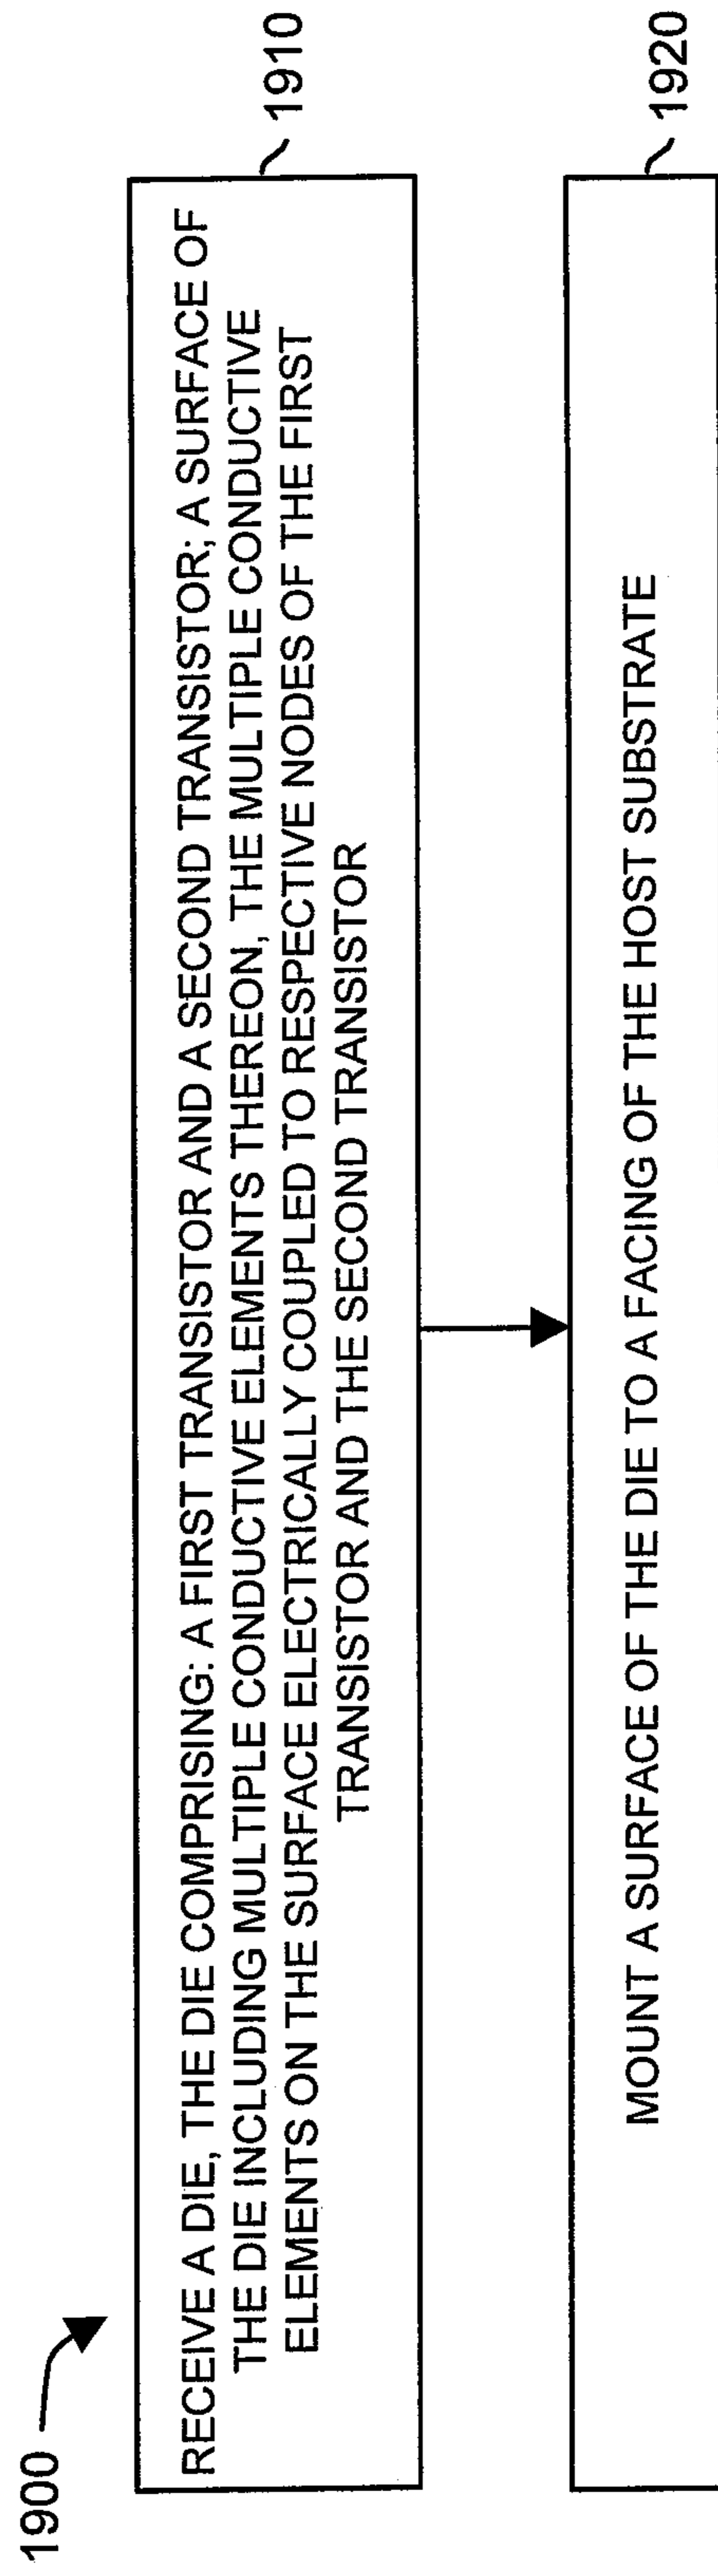 1900
RECEIVE A DIE, THE DIE COMPRISING: A FIRST TRANSISTOR AND A SECOND TRANSISTOR; A SURFACE OF
THE DIE INCLUDING MULTIPLE CONDUCTIVE ELEMENTS THEREON, THE MULTIPLE CONDUCTIVE
ELEMENTS ON THE SURFACE ELECTRICALLY COUPLED TO RESPECTIVE NODES OF THE FIRST
TRANSISTOR AND THE SECOND TRANSISTOR
1910
MOUNT A SURFACE OF THE DIE TO A FACING OF THE HOST SUBSTRATE
1920